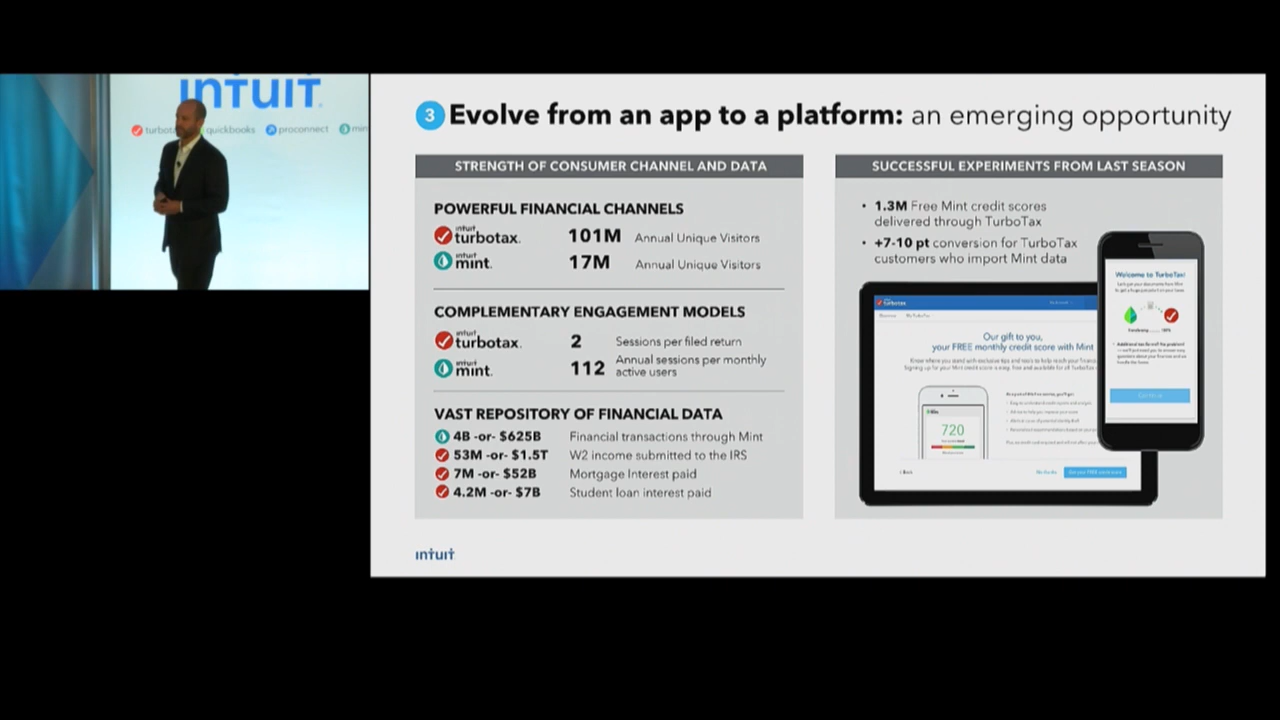 intuit
turbotax
quickbooks
proconnect
mint
3 Evolve from an app to a platform: an emerging opportunity
STRENGTH OF CONSUMER CHANNEL AND DATA
POWERFUL FINANCIAL CHANNELS
intuit turbotax. 101M Annual Unique Visitors
intuit mint. 17M Annual Unique Visitors
COMPLEMENTARY ENGAGEMENT MODELS
intuit turbotax. 2 Sessions per filed return
intuit mint. 112 Annual sessions per monthly
active users
VAST REPOSITORY OF FINANCIAL DATA
4B -or- $625B Financial transactions through Mint
53M -or- $1.5T W2 income submitted to the IRS
7M -or- $52B Mortgage Interest paid
4.2M -or- $7B Student loan interest paid
SUCCESSFUL EXPERIMENTS FROM LAST SEASON
• 1.3M Free Mint credit scores
delivered through TurboTax
• +7-10 pt conversion for TurboTax
customers who import Mint data
turbotax
Our gift to you,
your FREE monthly credit score with Mint
720
Welcome to TurboTax!
Continue
intuit